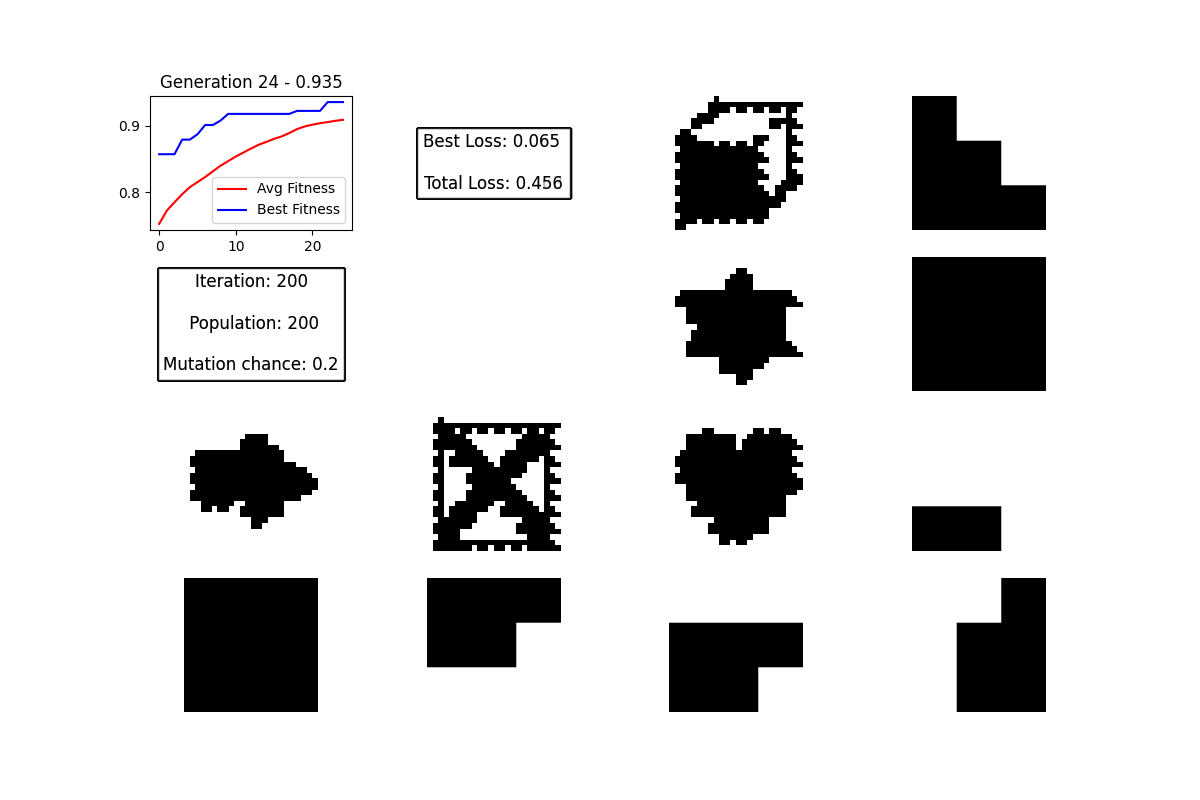 Generation 24 - 0.935
0.9
0.8
Avg Fitness
Best Fitness
0 10 20
Best Loss: 0.065
Total Loss: 0.456
Iteration: 200
Population: 200
Mutation chance: 0.2